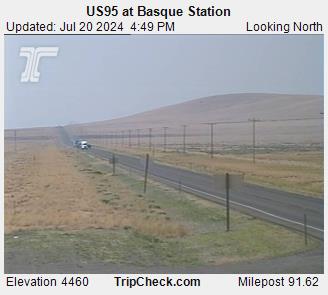 US95 at Basque Station
Updated: Jul 20 2024 4:49 PM Looking North
Elevation 4460 TripCheck.com Milepost 91.62